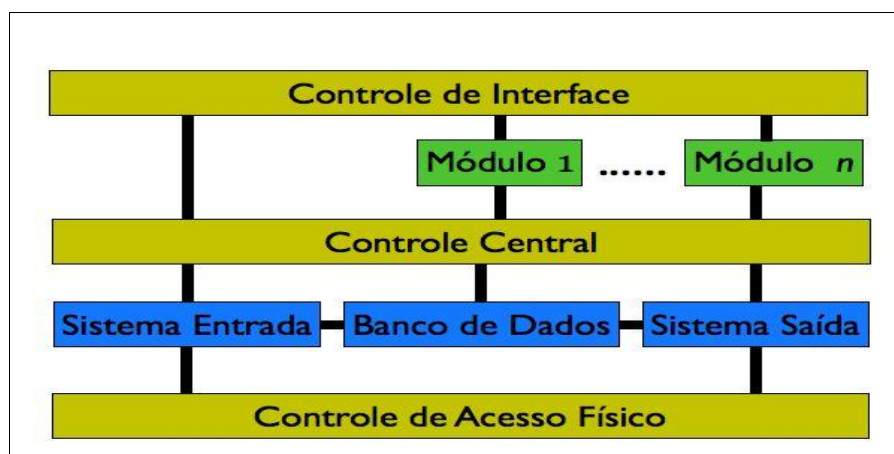 Controle de Interface
Módulo 1 ...... Módulo n
Controle Central
Sistema Entrada Banco de Dados Sistema Saída
Controle de Acesso Físico